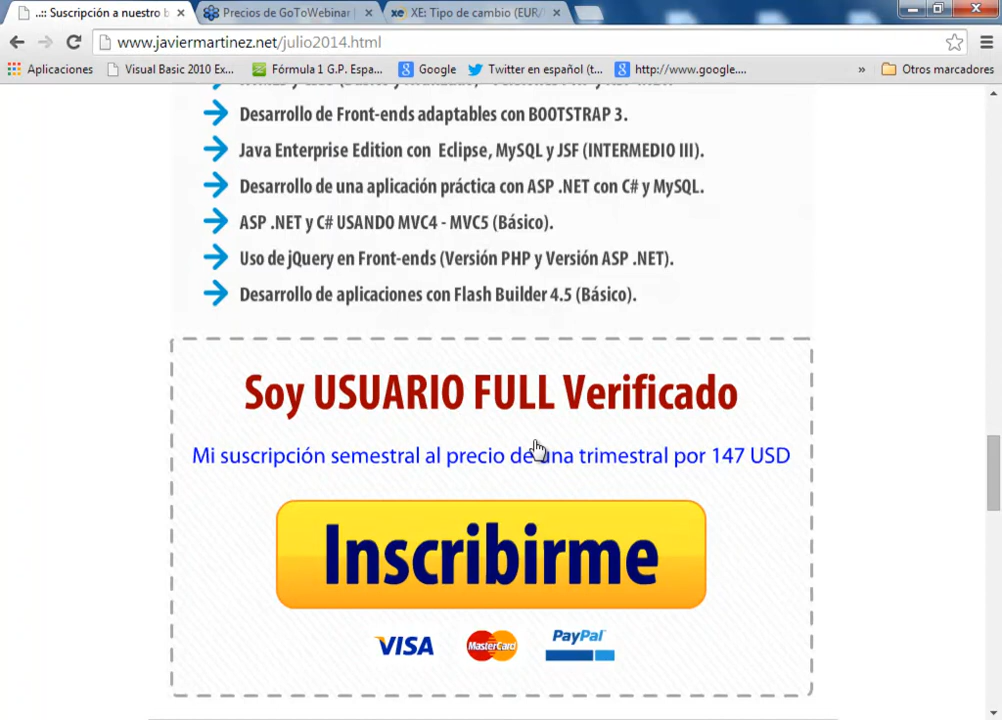 ..:: Suscripción a nuestro b
Precios de GoToWebinar
XE: Tipo de cambio (EUR/
www.javiermartinez.net/julio2014.html
Aplicaciones
Visual Basic 2010 Ex...
Fórmula 1 G.P. Espa...
Google
Twitter en español (t...
http://www.google....
»
Otros marcadores
Desarrollo de Front-ends adaptables con BOOTSTRAP 3.
Java Enterprise Edition con Eclipse, MySQL y JSF (INTERMEDIO III).
Desarrollo de una aplicación práctica con ASP .NET con C# y MySQL.
ASP .NET y C# USANDO MVC4 - MVC5 (Básico).
Uso de jQuery en Front-ends (Versión PHP y Versión ASP .NET).
Desarrollo de aplicaciones con Flash Builder 4.5 (Básico).
Soy USUARIO FULL Verificado
Mi suscripción semestral al precio de una trimestral por 147 USD
Inscribirme
VISA
MasterCard
PayPal